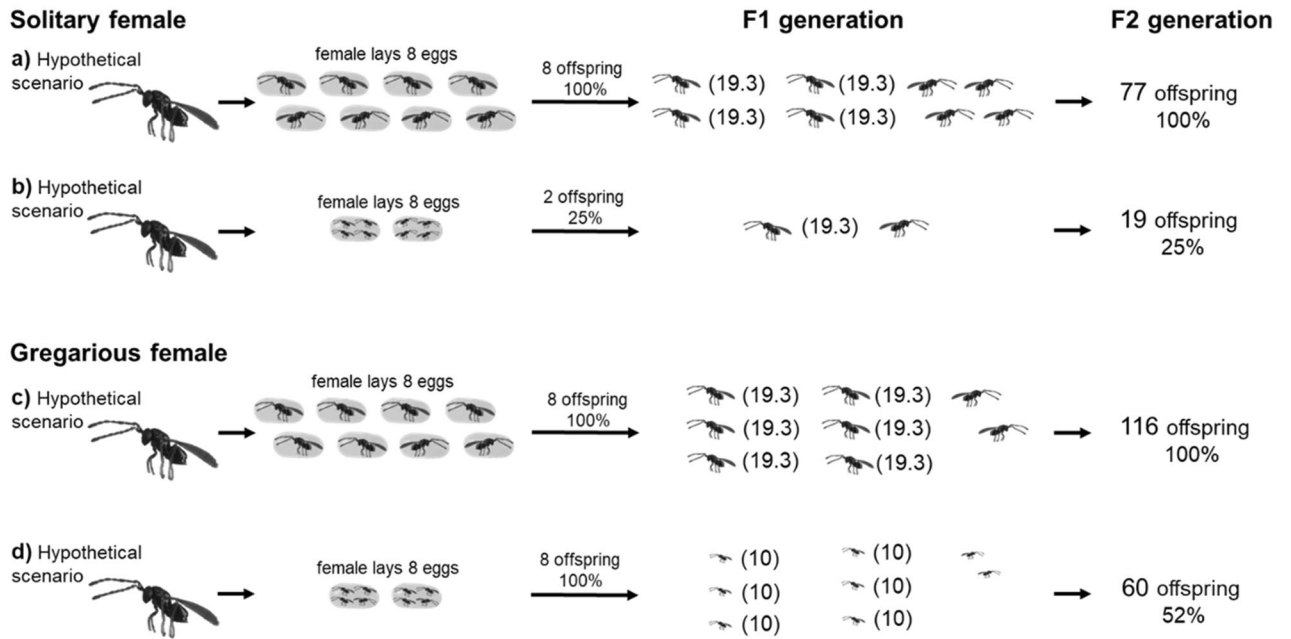 Solitary female
F1 generation
F2 generation
a) Hypothetical
scenario
female lays 8 eggs
8 offspring
100%
(19.3)
(19.3)
(19.3)
(19.3)
77 offspring
100%
b) Hypothetical
scenario
female lays 8 eggs
2 offspring
25%
(19.3)
19 offspring
25%
Gregarious female
c) Hypothetical
scenario
female lays 8 eggs
8 offspring
100%
(19.3)
(19.3)
(19.3)
(19.3)
(19.3)
(19.3)
116 offspring
100%
d) Hypothetical
scenario
female lays 8 eggs
8 offspring
100%
(10)
(10)
(10)
(10)
(10)
(10)
60 offspring
52%